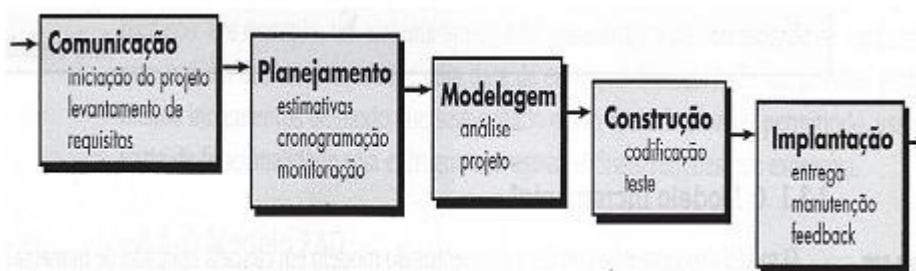 Comunicação
iniciação do projeto
levantamento de
requisitos
Planejamento
estimativas
cronogramação
monitoração
Modelagem
análise
projeto
Construção
codificação
teste
Implantação
entrega
manutenção
feedback